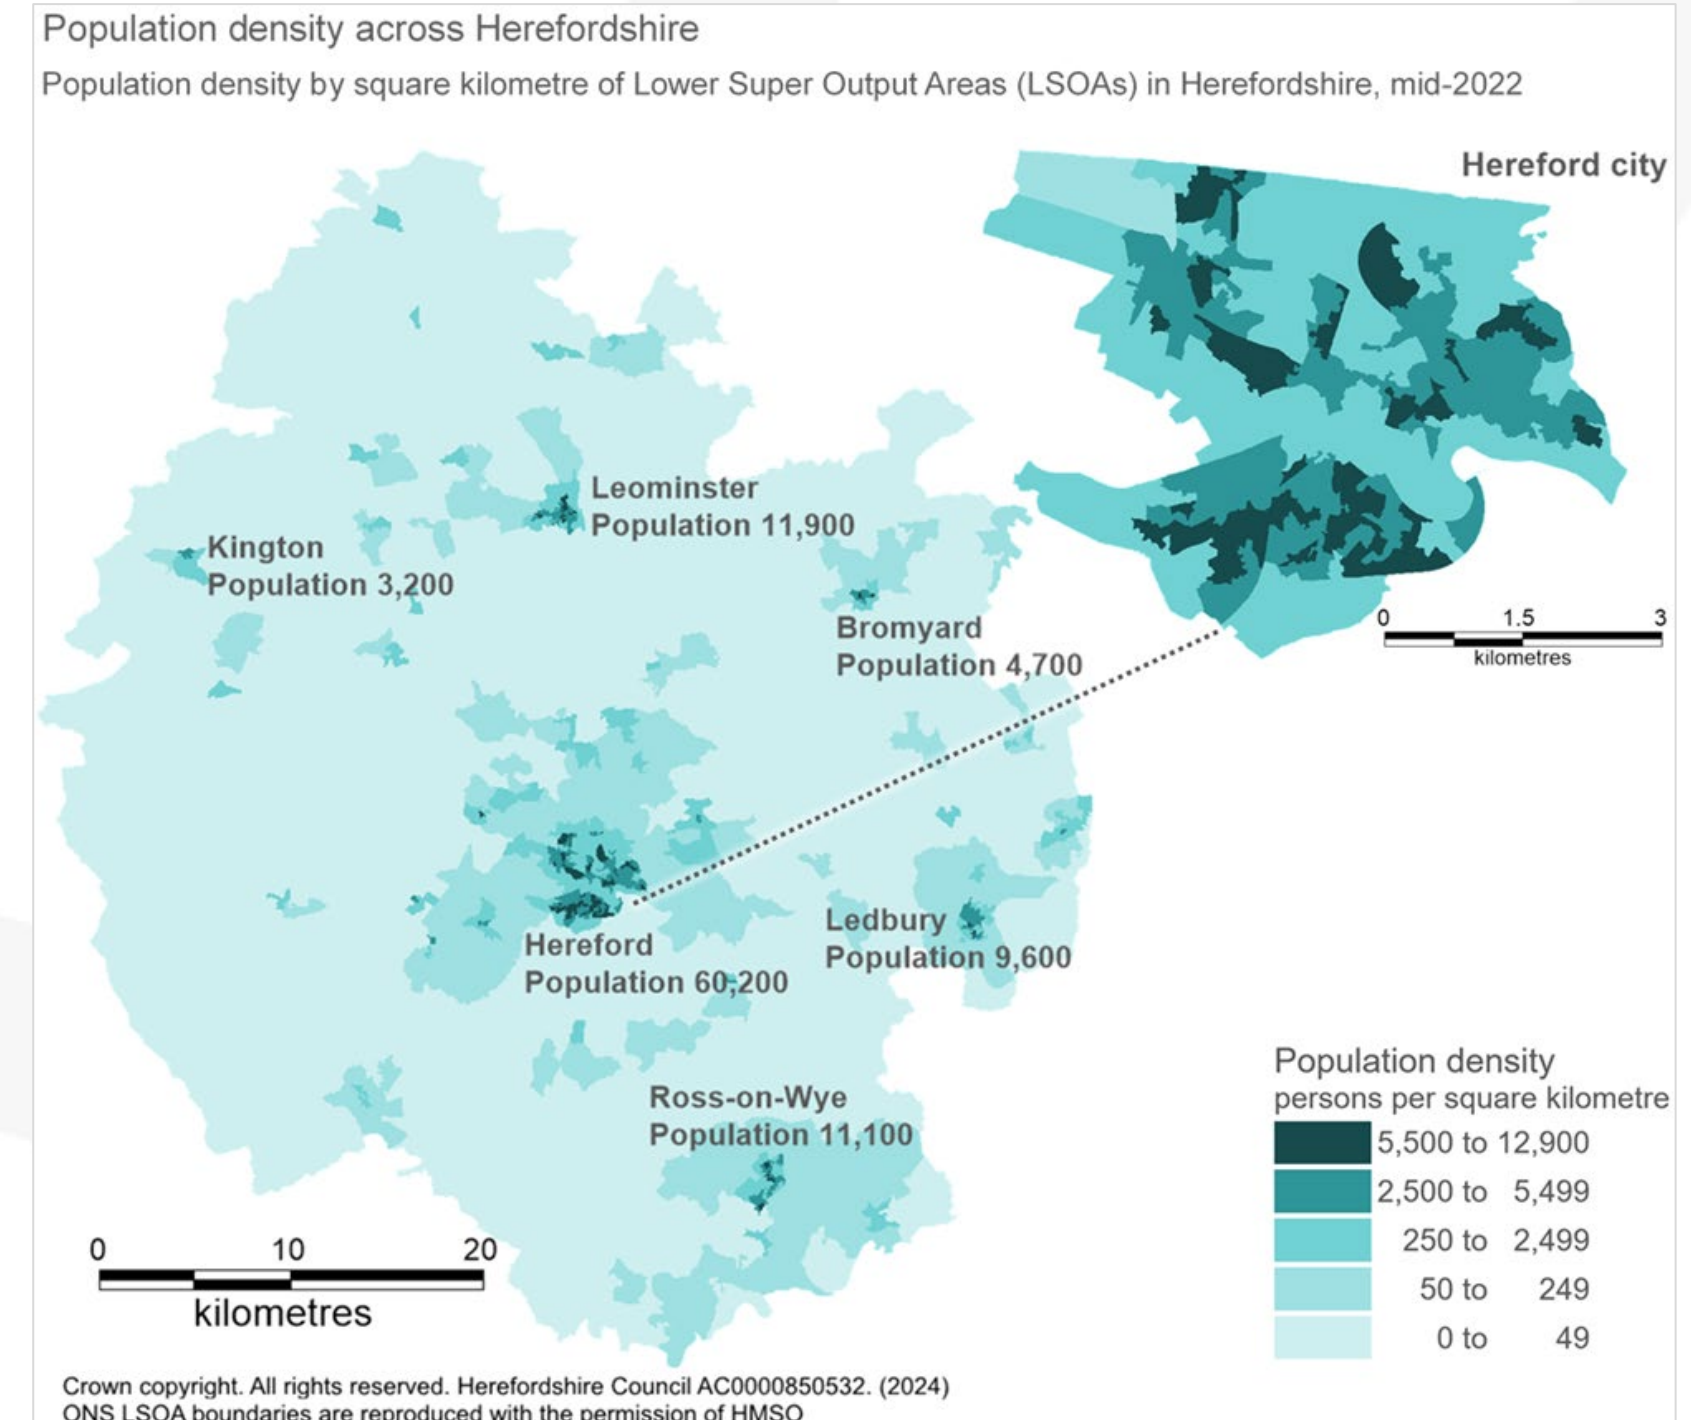 Population density across Herefordshire
Population density by square kilometre of Lower Super Output Areas (LSOAs) in Herefordshire, mid-2022
Hereford city
Leominster
Population 11,900
Kington
Population 3,200
Bromyard
Population 4,700
0 1.5 3
kilometres
Ledbury
Population 9,600
Hereford
Population 60,200
Ross-on-Wye
Population 11,100
Population density
persons per square kilometre
5,500 to 12,900
2,500 to 5,499
250 to 2,499
50 to 249
0 to 49
0 10 20
kilometres
Crown copyright. All rights reserved. Herefordshire Council AC0000850532. (2024)
ONS LSOA boundaries are reproduced with the permission of HMSO